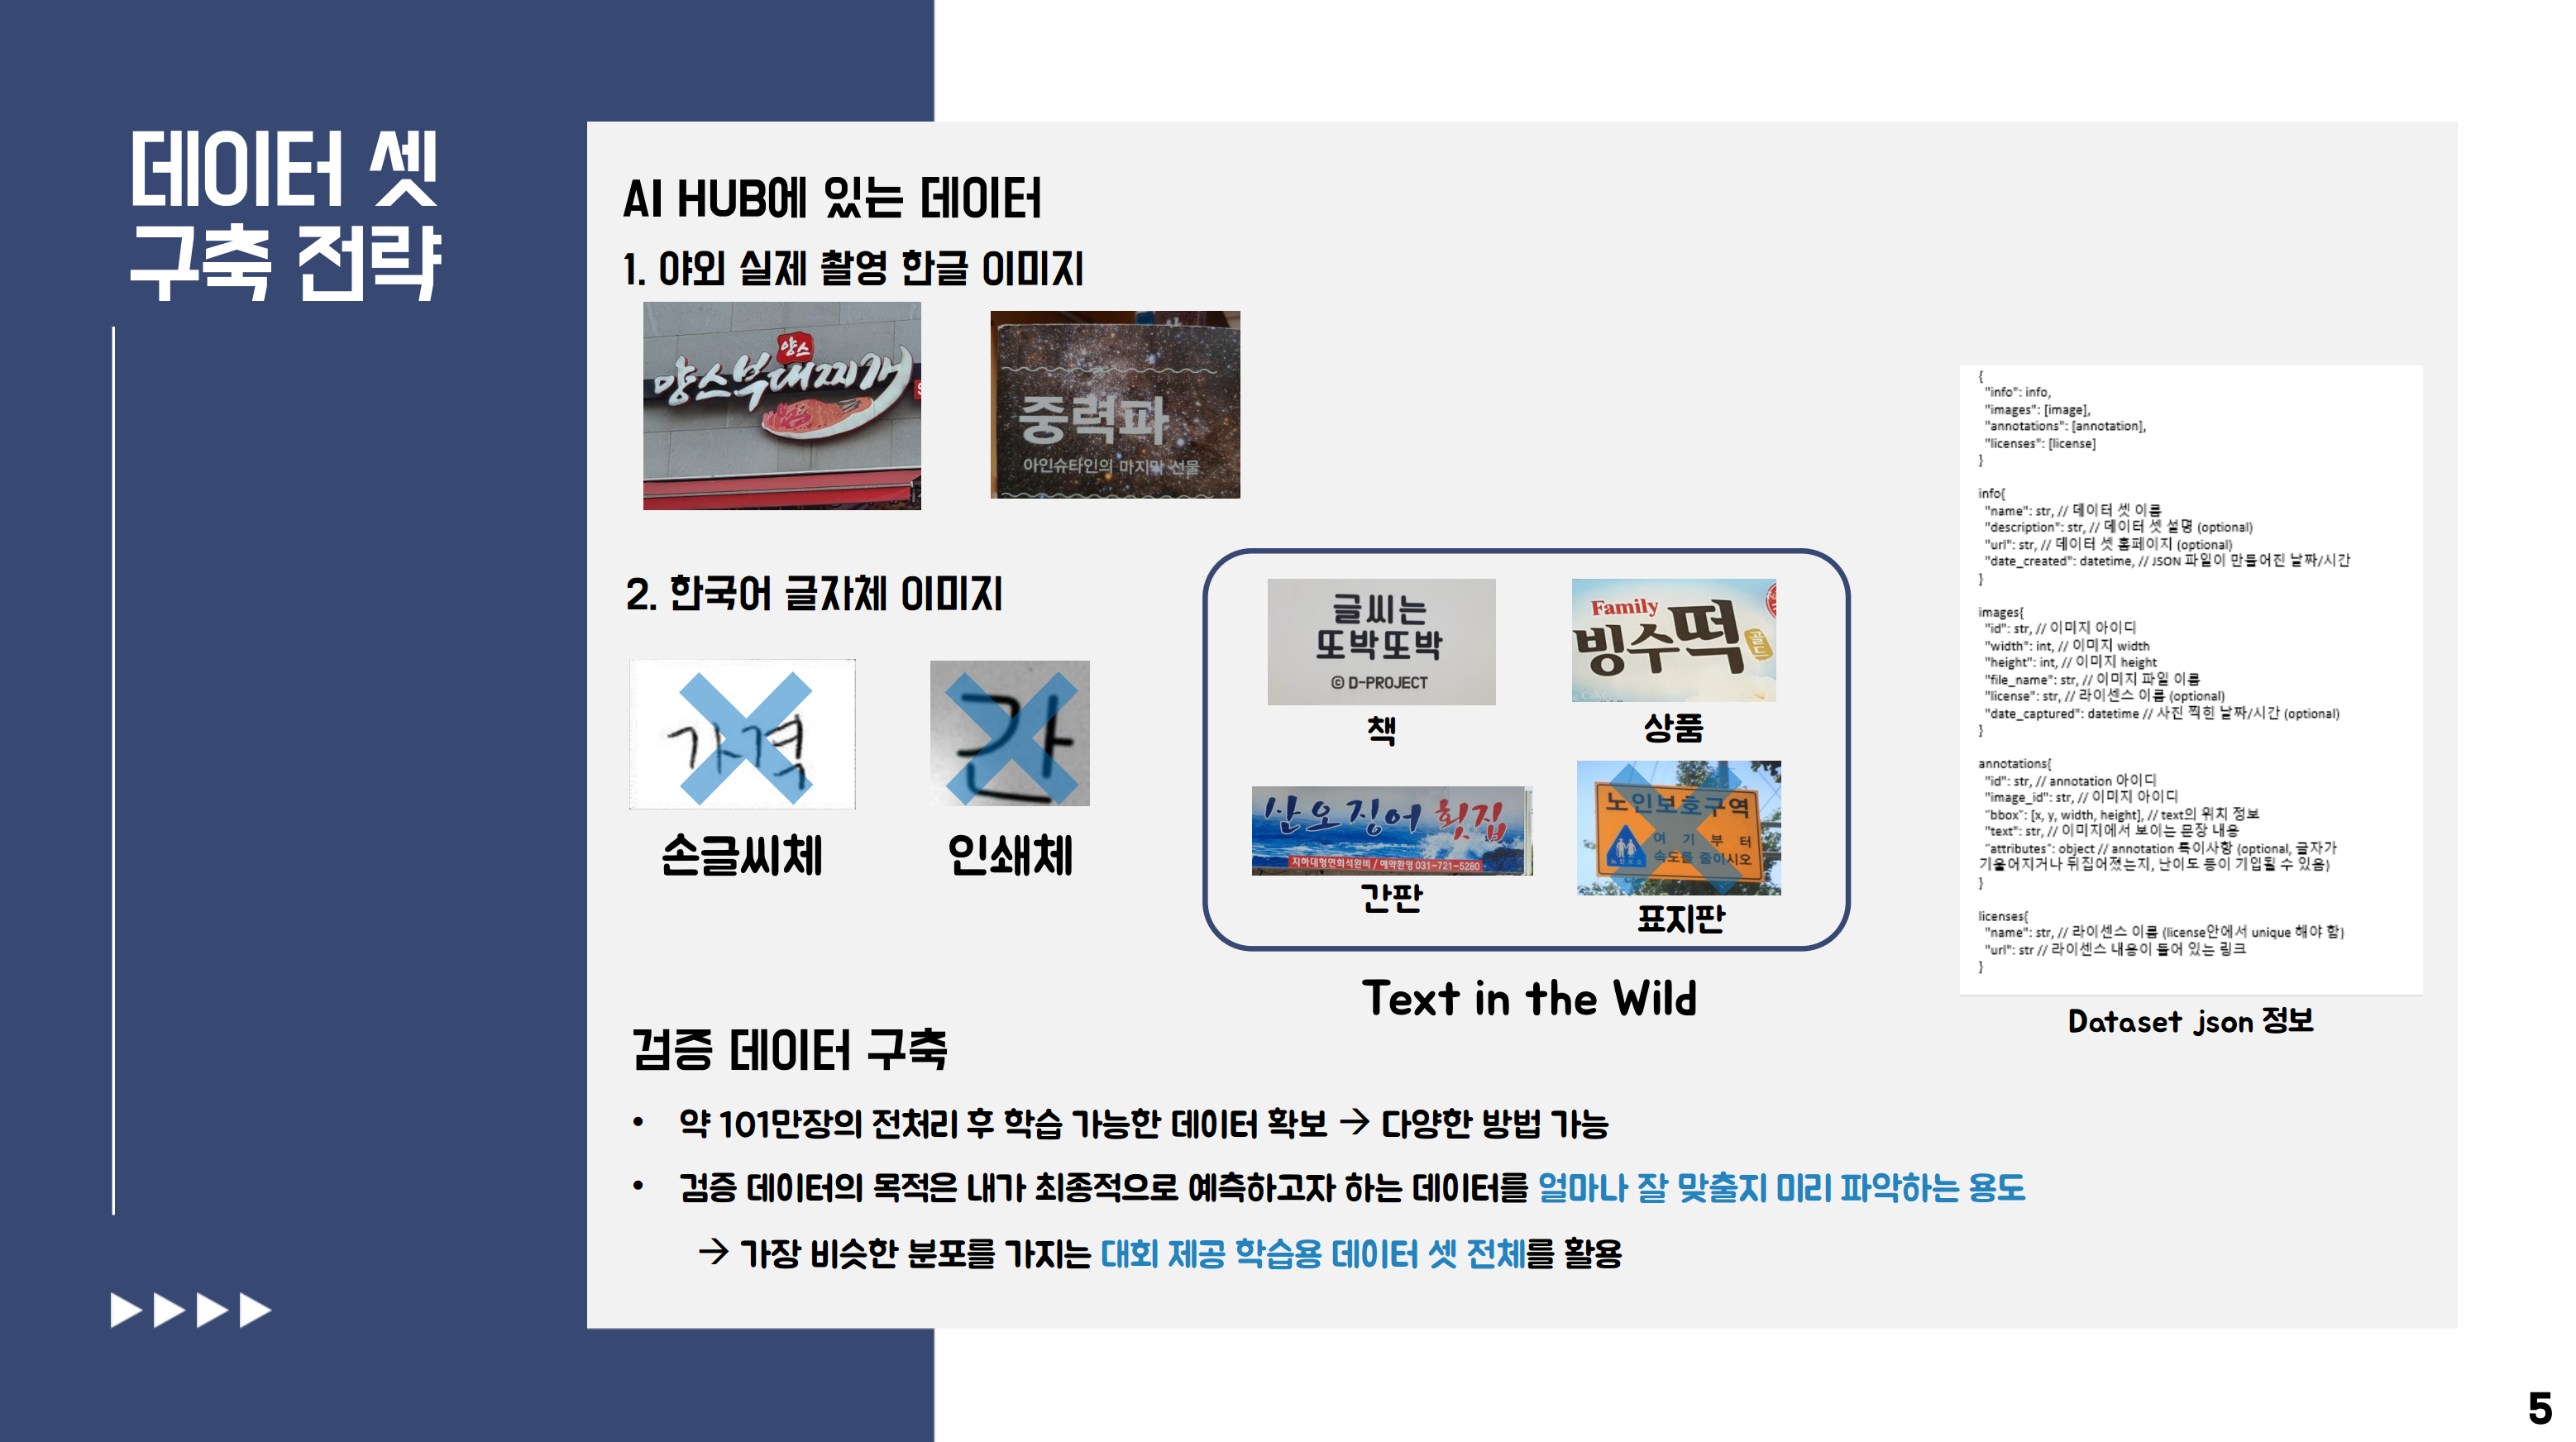 데이터 셋
구축 전략
AI HUB에 있는 데이터
1. 야외 실제 촬영 한글 이미지
양스
양스부대찌개
중력파
아인슈타인의 마지막 선물
2. 한국어 글자체 이미지
가격
손글씨체
인쇄체
글씨는
또박또박
© D-PROJECT
책
Family
빙수떡
골드
상품
산오징어 횟집
지하대형연회석완비 / 예약환영 031-721-5280
간판
노인보호구역
여 기 부 터
속도를 줄이시오
표지판
Text in the Wild
{
"info": info,
"images": [image],
"annotations": [annotation],
"licenses": [license]
}
info{
"name": str, // 데이터 셋 이름
"description": str, // 데이터 셋 설명 (optional)
"url": str, // 데이터 셋 홈페이지 (optional)
"date_created": datetime, // JSON 파일이 만들어진 날짜/시간
}
images{
"id": str, // 이미지 아이디
"width": int, // 이미지 width
"height": int, // 이미지 height
"file_name": str, // 이미지 파일 이름
"license": str, // 라이센스 이름 (optional)
"date_captured": datetime // 사진 찍힌 날짜/시간 (optional)
}
annotations{
"id": str, // annotation 아이디
"image_id": str, // 이미지 아이디
"bbox": [x, y, width, height], // text의 위치 정보
"text": str, // 이미지에서 보이는 문장 내용
"attributes": object // annotation 특이사항 (optional, 글자가
기울어지거나 뒤집어졌는지, 난이도 등이 기입될 수 있음)
}
licenses{
"name": str, // 라이센스 이름 (license안에서 unique 해야 함)
"url": str // 라이센스 내용이 들어 있는 링크
}
Dataset json 정보
검증 데이터 구축
• 약 101만장의 전처리 후 학습 가능한 데이터 확보 → 다양한 방법 가능
• 검증 데이터의 목적은 내가 최종적으로 예측하고자 하는 데이터를 얼마나 잘 맞출지 미리 파악하는 용도
→ 가장 비슷한 분포를 가지는 대회 제공 학습용 데이터 셋 전체를 활용
5